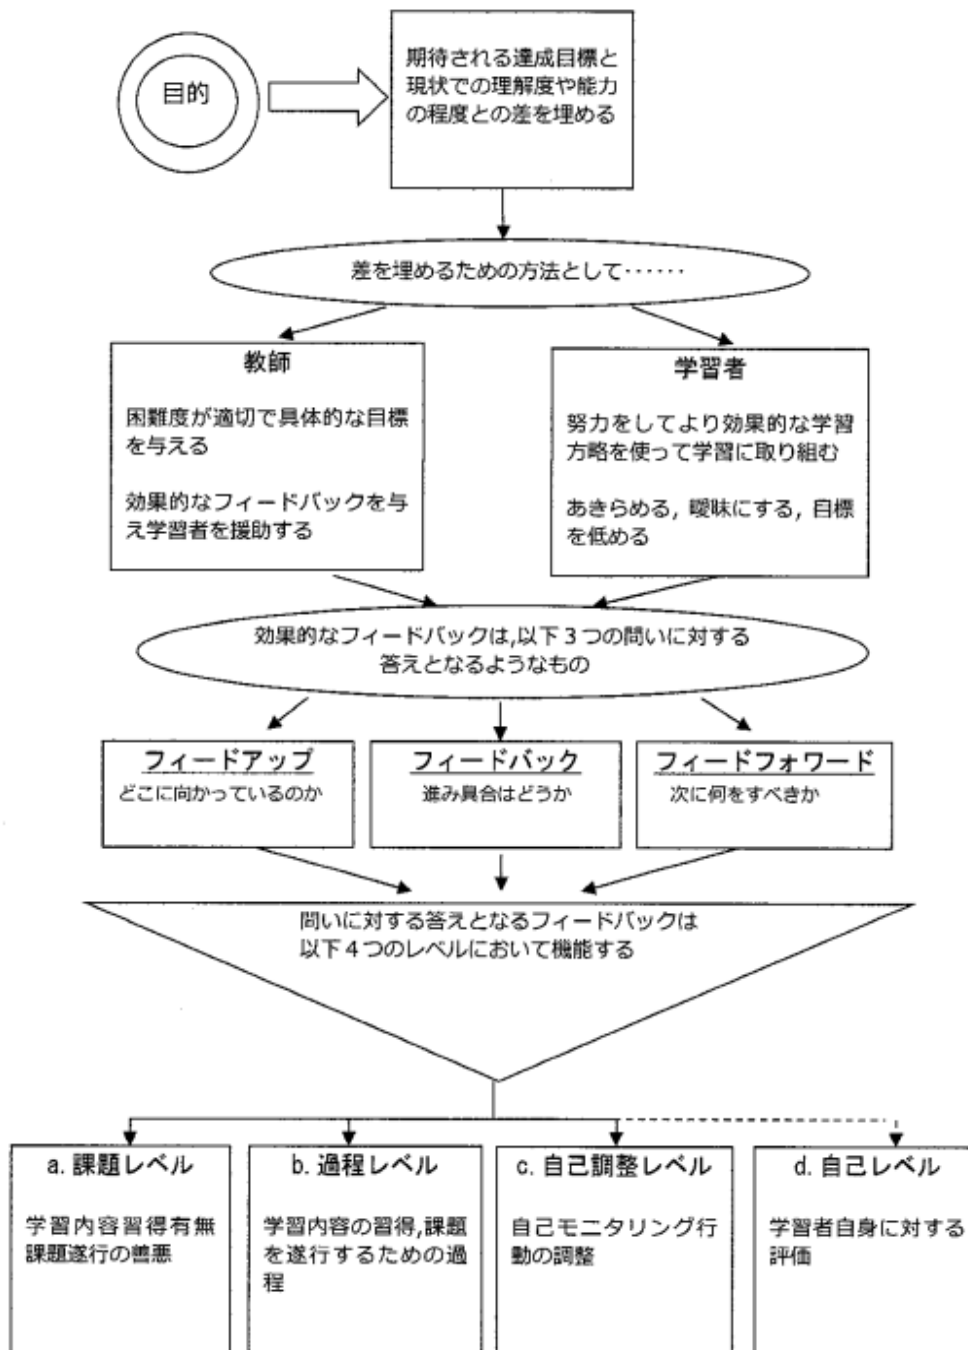 目的
期待される達成目標と
現状での理解度や能力
の程度との差を埋める
差を埋めるための方法として‥‥‥
教師
困難度が適切で具体的な目標
を与える
効果的なフィードバックを与
え学習者を援助する
学習者
努力をしてより効果的な学習
方略を使って学習に取り組む
あきらめる, 曖昧にする, 目標
を低める
効果的なフィードバックは,以下3つの問いに対する
答えとなるようなもの
フィードアップ
どこに向かっているのか
フィードバック
進み具合はどうか
フィードフォワード
次に何をすべきか
問いに対する答えとなるフィードバックは
以下4つのレベルにおいて機能する
a. 課題レベル
学習内容習得有無
課題遂行の善悪
b. 過程レベル
学習内容の習得,課題
を遂行するための過
程
c. 自己調整レベル
自己モニタリング行
動の調整
d. 自己レベル
学習者自身に対する
評価